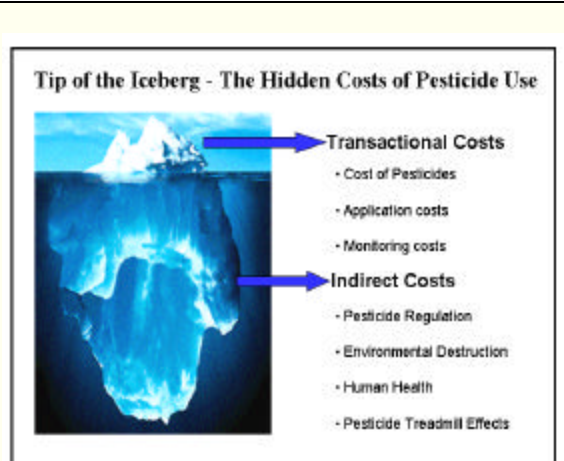 Tip of the Iceberg - The Hidden Costs of Pesticide Use
Transactional Costs
• Cost of Pesticides
• Application costs
• Monitoring costs
Indirect Costs
• Pesticide Regulation
• Environmental Destruction
• Human Health
• Pesticide Treadmill Effects